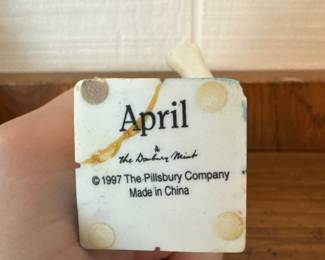 April
the Danbury Mint
© 1997 The Pillsbury Company
Made in China